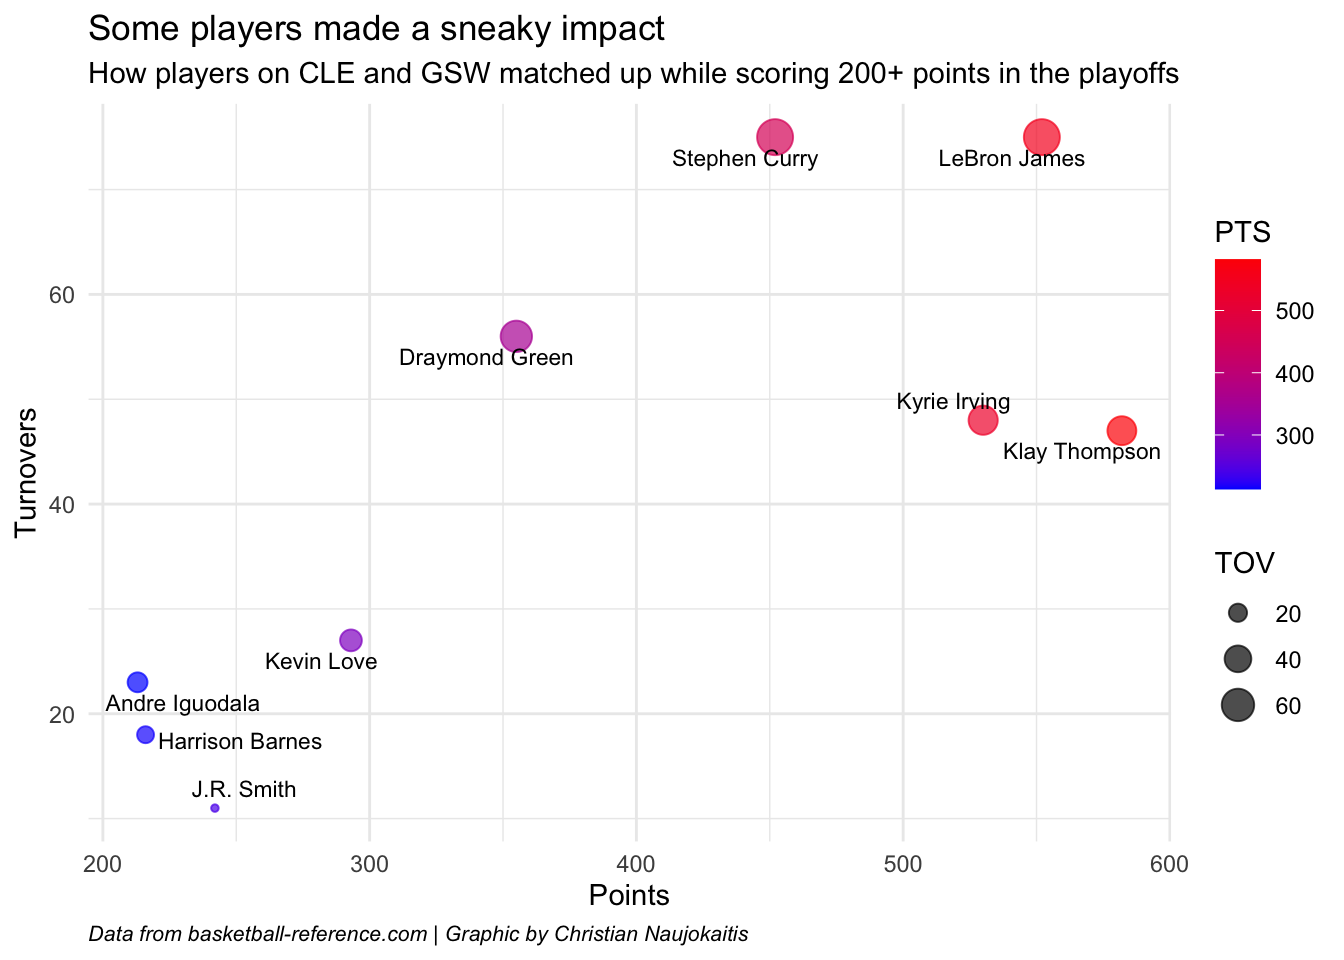 Some players made a sneaky impact
How players on CLE and GSW matched up while scoring 200+ points in the playoffs
Stephen Curry
LeBron James
Draymond Green
Kyrie Irving
Klay Thompson
Kevin Love
Andre Iguodala
Harrison Barnes
J.R. Smith
Turnovers
60
40
20
200
300
400
500
600
Points
PTS
500
400
300
TOV
20
40
60
Data from basketball-reference.com | Graphic by Christian Naujokaitis